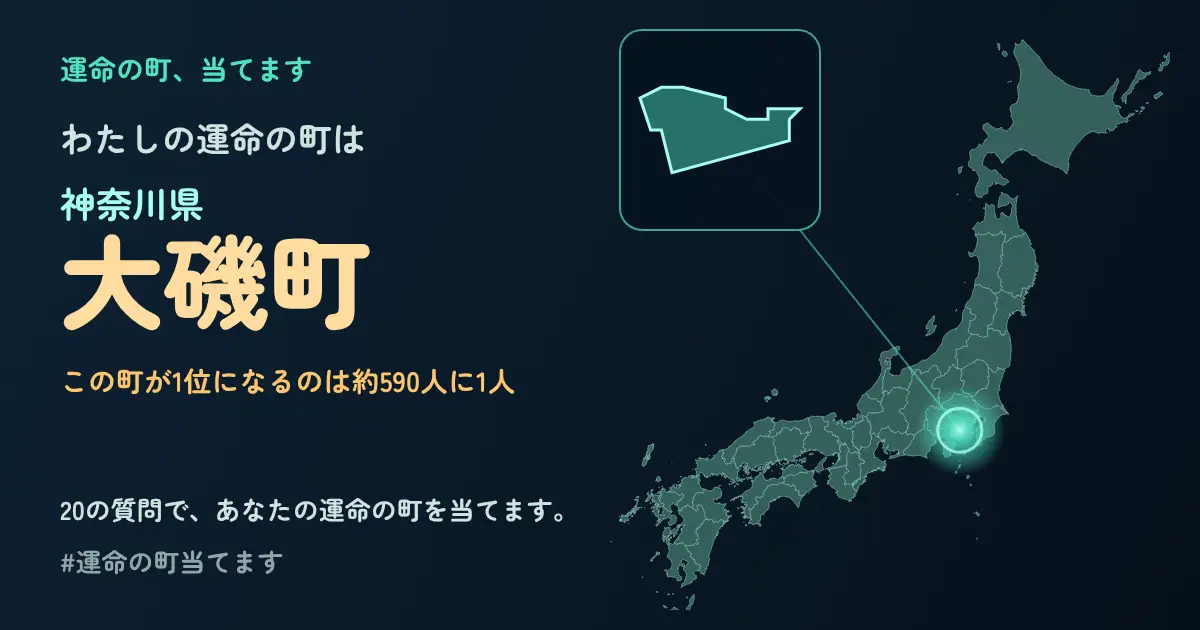 運命の町、当てます
わたしの運命の町は
神奈川県
大磯町
この町が1位になるのは約590人に1人
20の質問で、あなたの運命の町を当てます。
#運命の町当てます